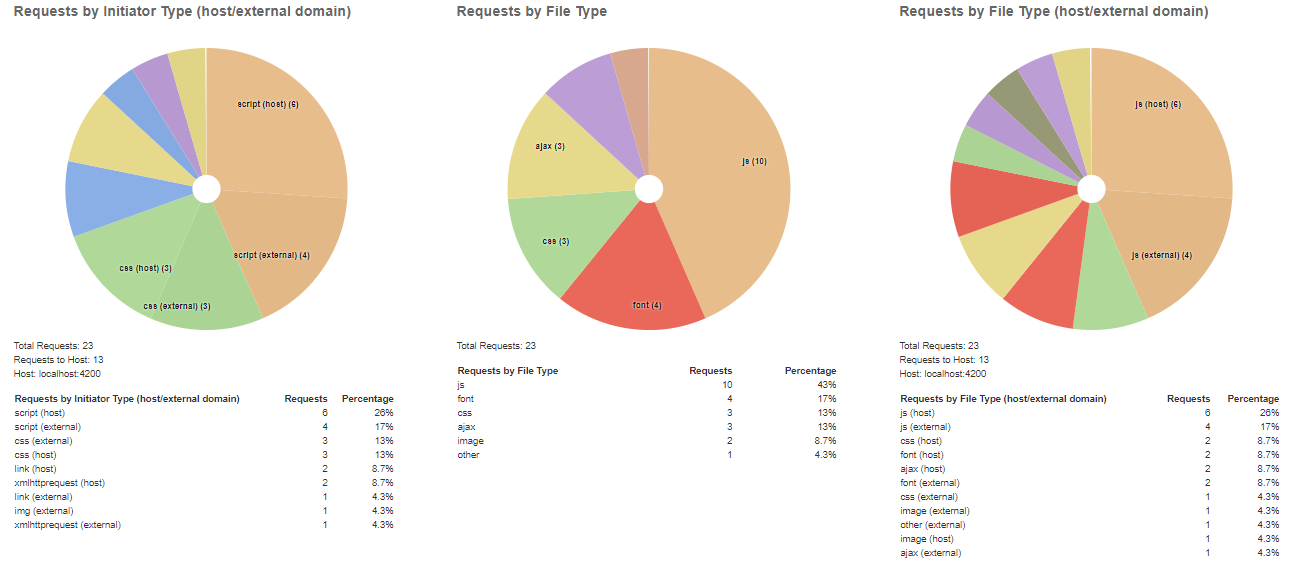 Requests by Initiator Type (host/external domain)
script (host) (6)
script (external) (4)
css (host) (3)
css (external) (3)
Total Requests: 23
Requests to Host: 13
Host: localhost:4200
Requests by Initiator Type (host/external domain) Requests Percentage
script (host) 6 26%
script (external) 4 17%
css (external) 3 13%
css (host) 3 13%
link (host) 2 8.7%
xmlhttprequest (host) 2 8.7%
link (external) 1 4.3%
img (external) 1 4.3%
xmlhttprequest (external) 1 4.3%
Requests by File Type
ajax (3)
js (10)
css (3)
font (4)
Total Requests: 23
Requests by File Type Requests Percentage
js 10 43%
font 4 17%
css 3 13%
ajax 3 13%
image 2 8.7%
other 1 4.3%
Requests by File Type (host/external domain)
js (host) (6)
js (external) (4)
Total Requests: 23
Requests to Host: 13
Host: localhost:4200
Requests by File Type (host/external domain) Requests Percentage
js (host) 6 26%
js (external) 4 17%
css (host) 2 8.7%
font (host) 2 8.7%
ajax (host) 2 8.7%
font (external) 2 8.7%
css (external) 1 4.3%
image (external) 1 4.3%
other (external) 1 4.3%
image (host) 1 4.3%
ajax (external) 1 4.3%